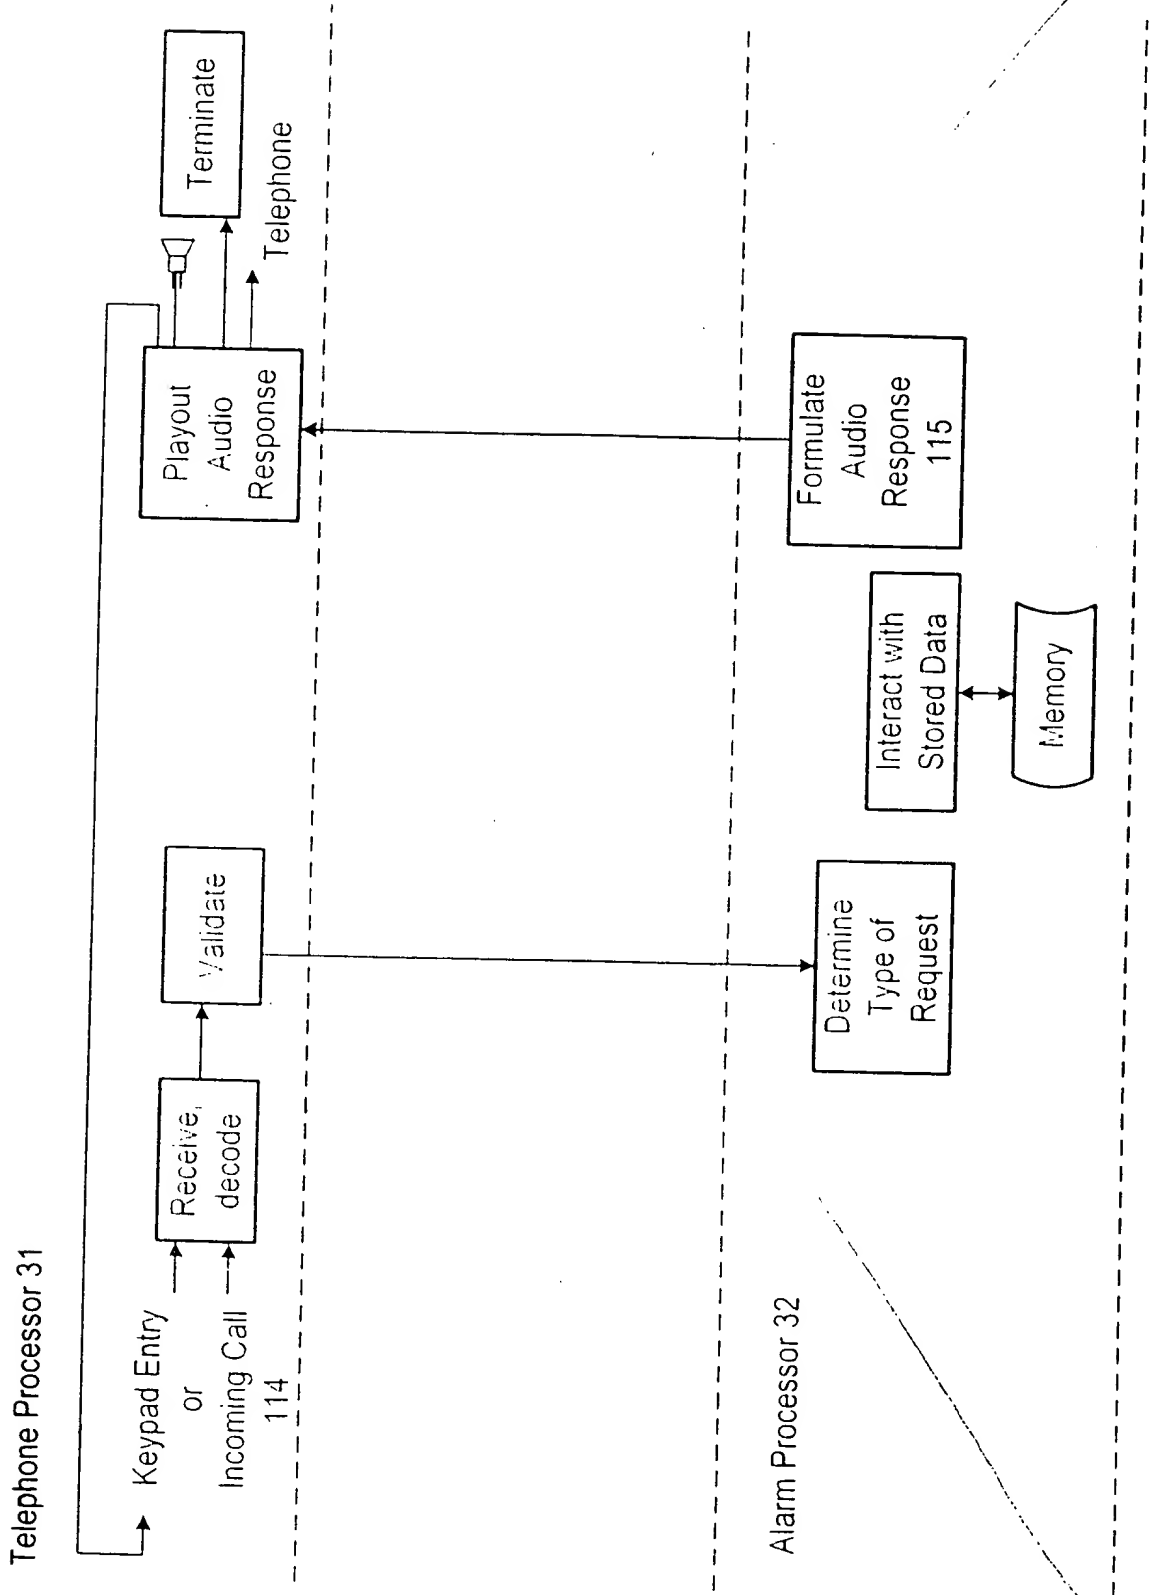 Telephone Processor 31
Keypad Entry
or
Incoming Call
114
Receive,
decode
Validate
Playout
Audio
Response
Terminate
Telephone
Alarm Processor 32
Determine
Type of
Request
Interact with
Stored Data
Memory
Formulate
Audio
Response
115